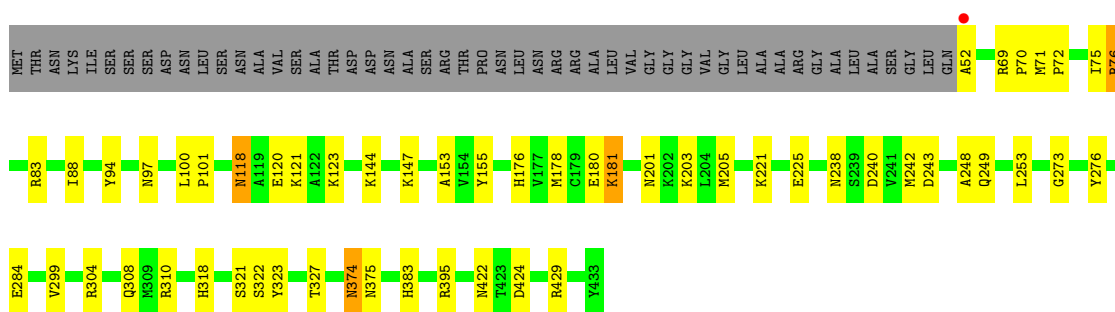 MET THR ASN LYS ILE SER SER SER ASP ASN LEU SER ASN ALA VAL SER ALA THR ASP ASP ASN ALA SER ARG THR PRO ASN LEU ASN ARG ARG ALA LEU VAL GLY GLY GLY VAL GLY LEU ALA ALA ARG GLY ALA LEU ALA SER GLY LEU GLN A52 R69 P70 M71 P72 I75
R83 I88 Y94 N97 L100 P101 N118 A119 E120 K121 A122 K123 K144 K147 A153 V154 Y155 H176 V177 M178 C179 E180 K181 N201 K202 K203 L204 M205 K221 E225 N238 S239 D240 V241 M242 D243 A248 Q249 L253 G273 Y276
E284 V299 R304 Q308 M309 R310 H318 S321 S322 Y323 T327 N374 N375 H383 R395 N422 T423 D424 R429 Y433